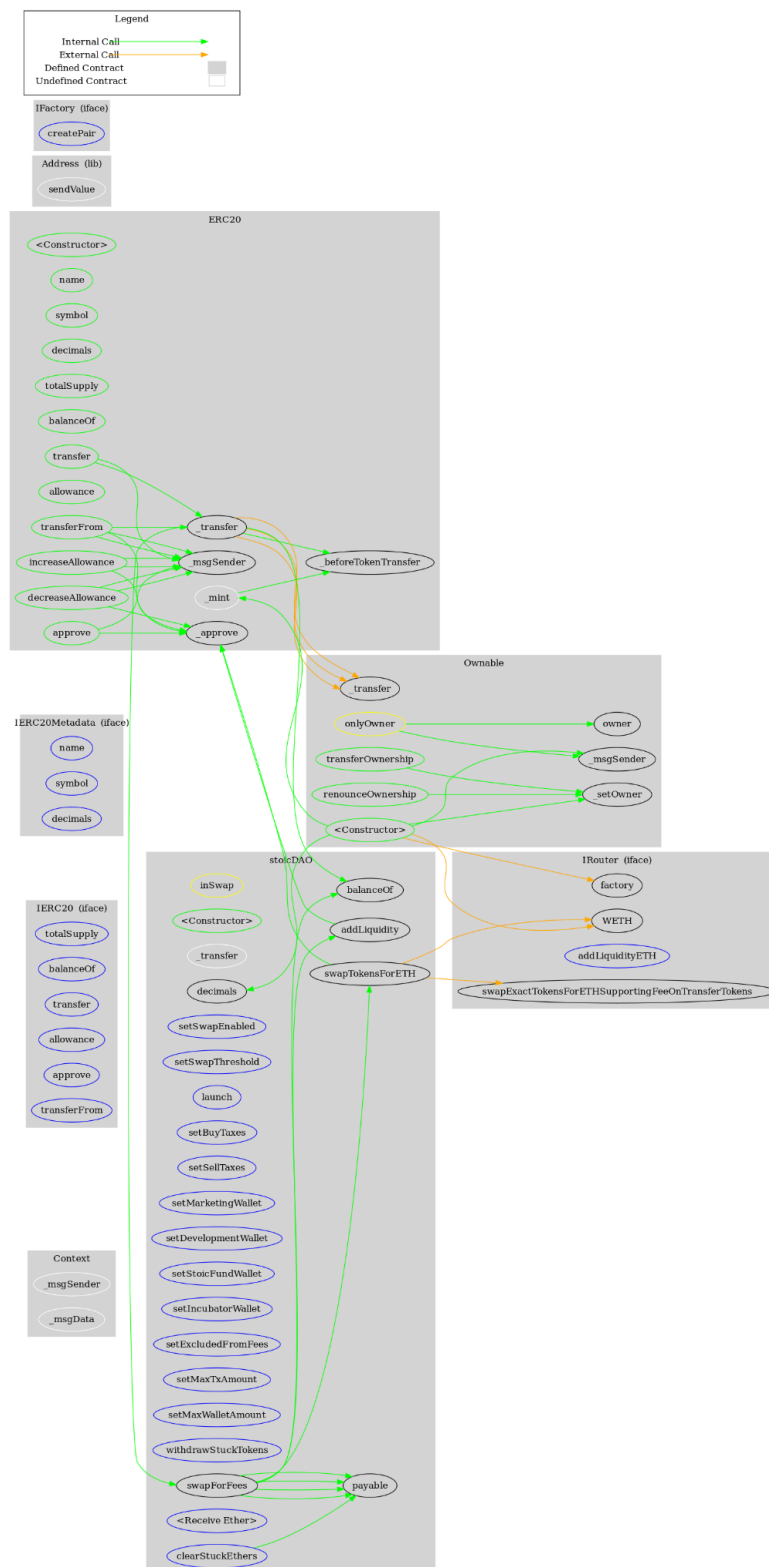 Legend
Internal Call
External Call
Defined Contract
Undefined Contract
IFactory (iface)
createPair
Address (lib)
sendValue
ERC20
<Constructor>
name
symbol
decimals
totalSupply
balanceOf
transfer
allowance
transferFrom
_transfer
increaseAllowance
_msgSender
_beforeTokenTransfer
decreaseAllowance
_mint
approve
_approve
Ownable
_transfer
onlyOwner
owner
transferOwnership
_msgSender
renounceOwnership
_setOwner
<Constructor>
IERC20Metadata (iface)
name
symbol
decimals
stoicDAO
inSwap
balanceOf
<Constructor>
addLiquidity
_transfer
swapTokensForETH
decimals
setSwapEnabled
setSwapThreshold
launch
setBuyTaxes
setSellTaxes
setMarketingWallet
setDevelopmentWallet
setStoicFundWallet
setIncubatorWallet
setExcludedFromFees
setMaxTxAmount
setMaxWalletAmount
withdrawStuckTokens
swapForFees
payable
<Receive Ether>
clearStuckEthers
IRouter (iface)
factory
WETH
addLiquidityETH
swapExactTokensForETHSupportingFeeOnTransferTokens
IERC20 (iface)
totalSupply
balanceOf
transfer
allowance
approve
transferFrom
Context
_msgSender
_msgData